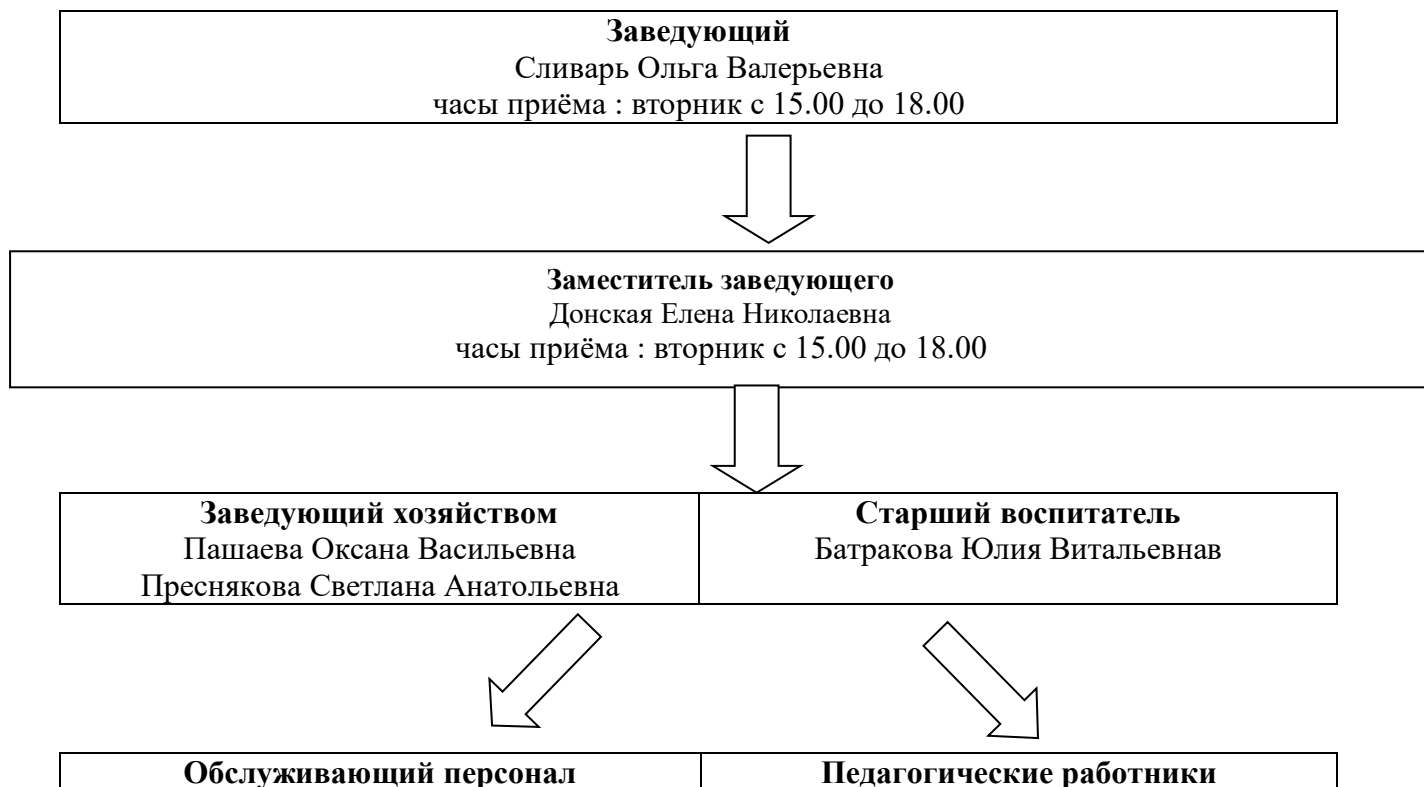 Заведующий
Сливарь Ольга Валерьевна
часы приёма : вторник с 15.00 до 18.00
Заместитель заведующего
Донская Елена Николаевна
часы приёма : вторник с 15.00 до 18.00
Заведующий хозяйством
Пашаева Оксана Васильевна
Преснякова Светлана Анатольевна
Старший воспитатель
Батракова Юлия Витальевнав
Обслуживающий персонал
Педагогические работники